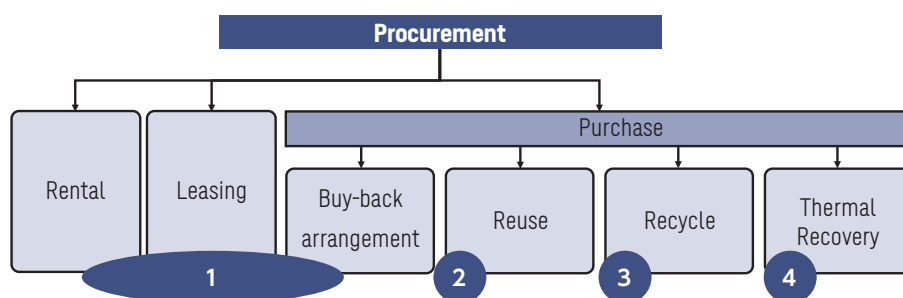 Procurement
Purchase
Rental
Leasing
Buy-back
arrangement
Reuse
Recycle
Thermal
Recovery
1
2
3
4